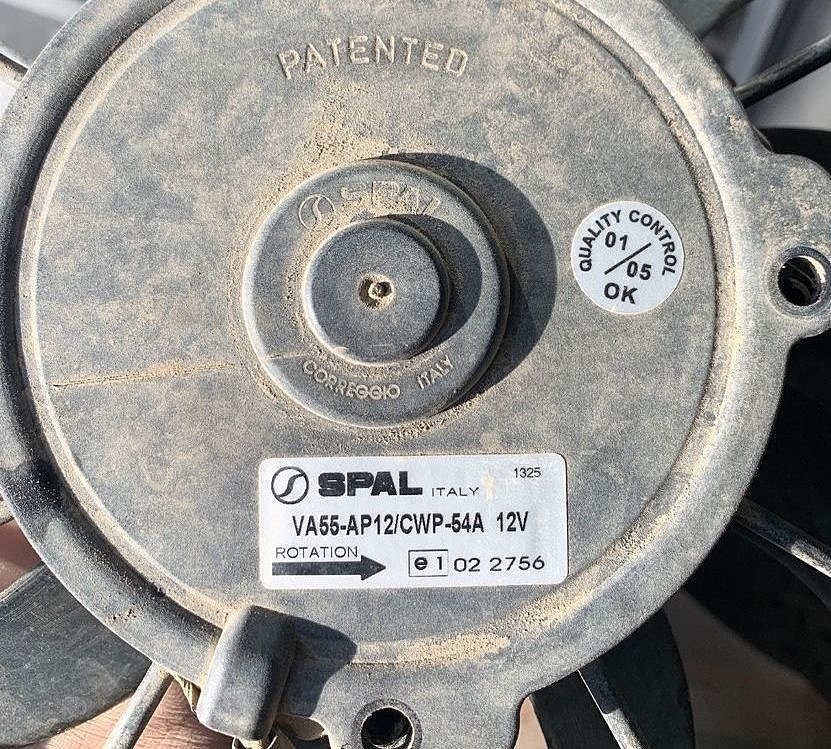 PATENTED
SPAL
CORREGGIO ITALY
QUALITY CONTROL
01/05
OK
SPAL ITALY 1325
VA55-AP12/CWP-54A 12V
ROTATION
e1 02 2756